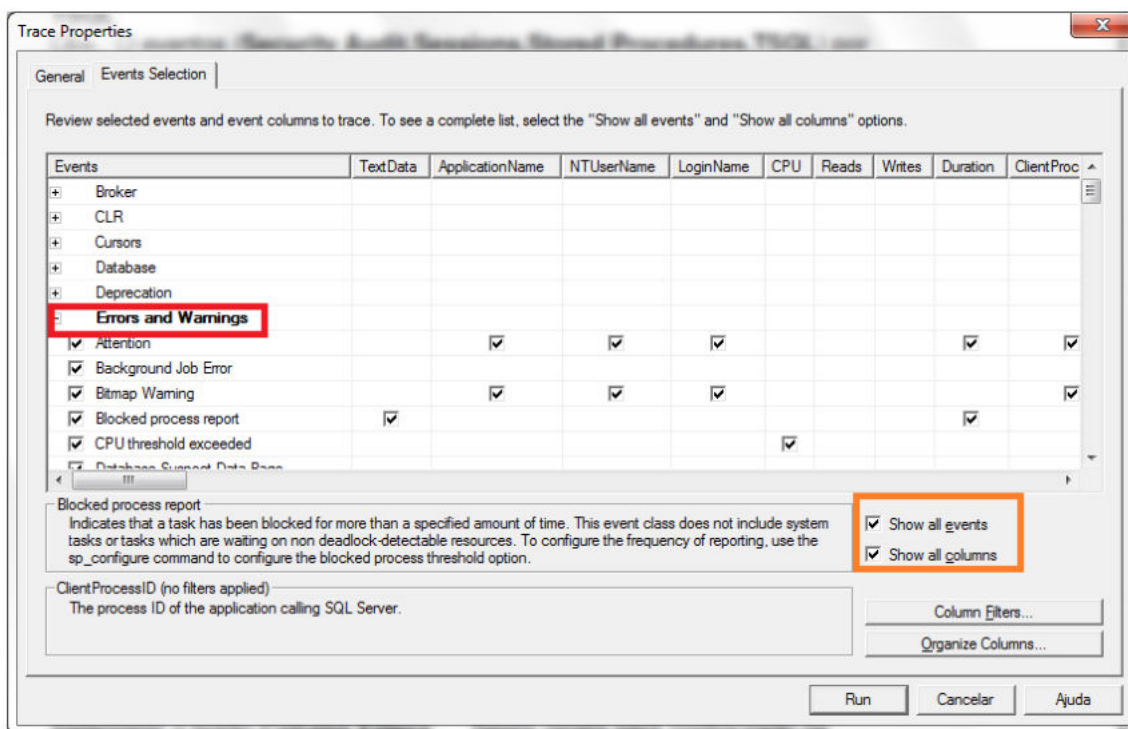 Trace Properties
General Events Selection
Review selected events and event columns to trace. To see a complete list, select the "Show all events" and "Show all columns" options.
Events TextData ApplicationName NTUserName LoginName CPU Reads Writes Duration ClientProc
Broker
CLR
Cursors
Database
Deprecation
Errors and Warnings
Attention
Background Job Error
Bitmap Warning
Blocked process report
CPU threshold exceeded
Database Suspect Data Page
Blocked process report
Indicates that a task has been blocked for more than a specified amount of time. This event class does not include system
tasks or tasks which are waiting on non deadlock-detectable resources. To configure the frequency of reporting, use the
sp_configure command to configure the blocked process threshold option.
Show all events
Show all columns
ClientProcessID (no filters applied)
The process ID of the application calling SQL Server.
Column Filters...
Organize Columns...
Run Cancelar Ajuda